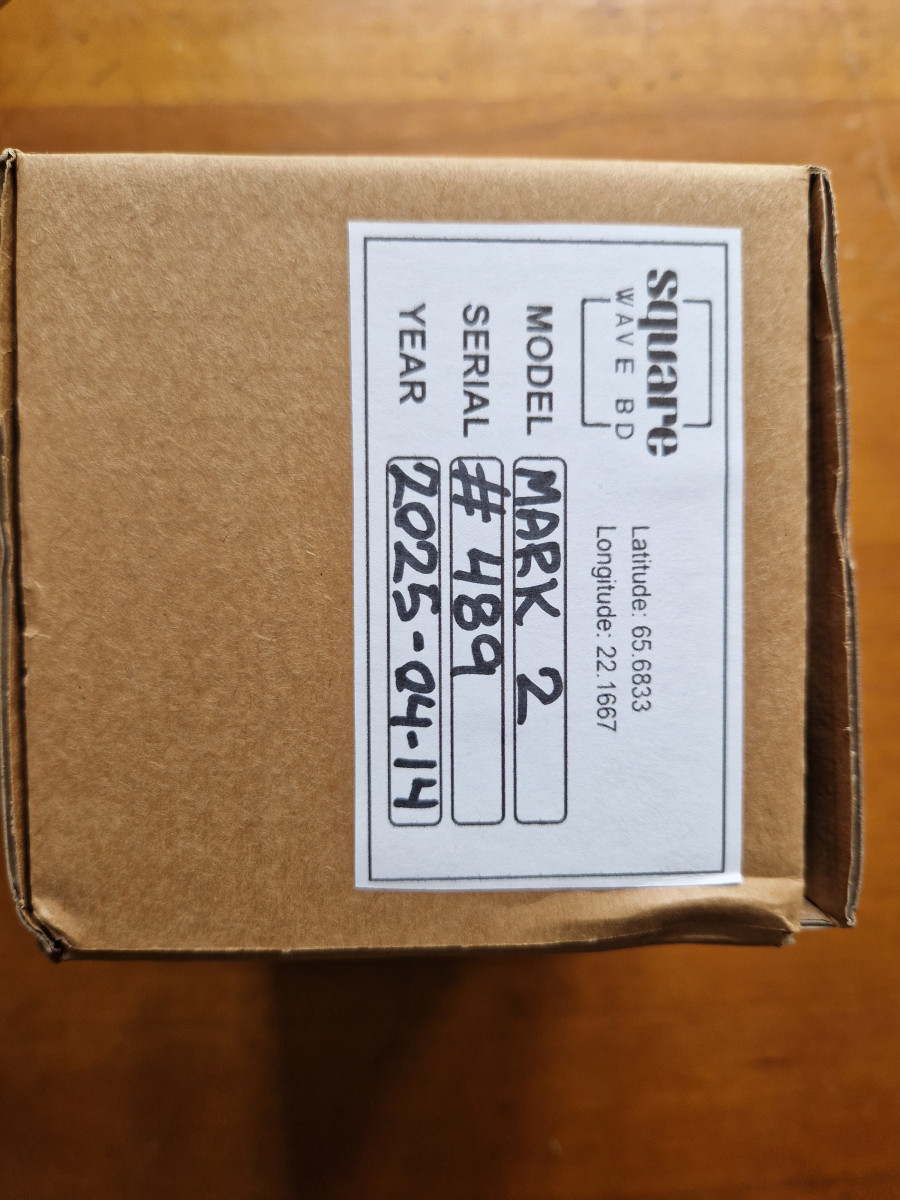 square
WAVE BD
Latitude: 65.6833
Longitude: 22.1667
MODEL MARK 2
SERIAL # 489
YEAR 2025-04-14